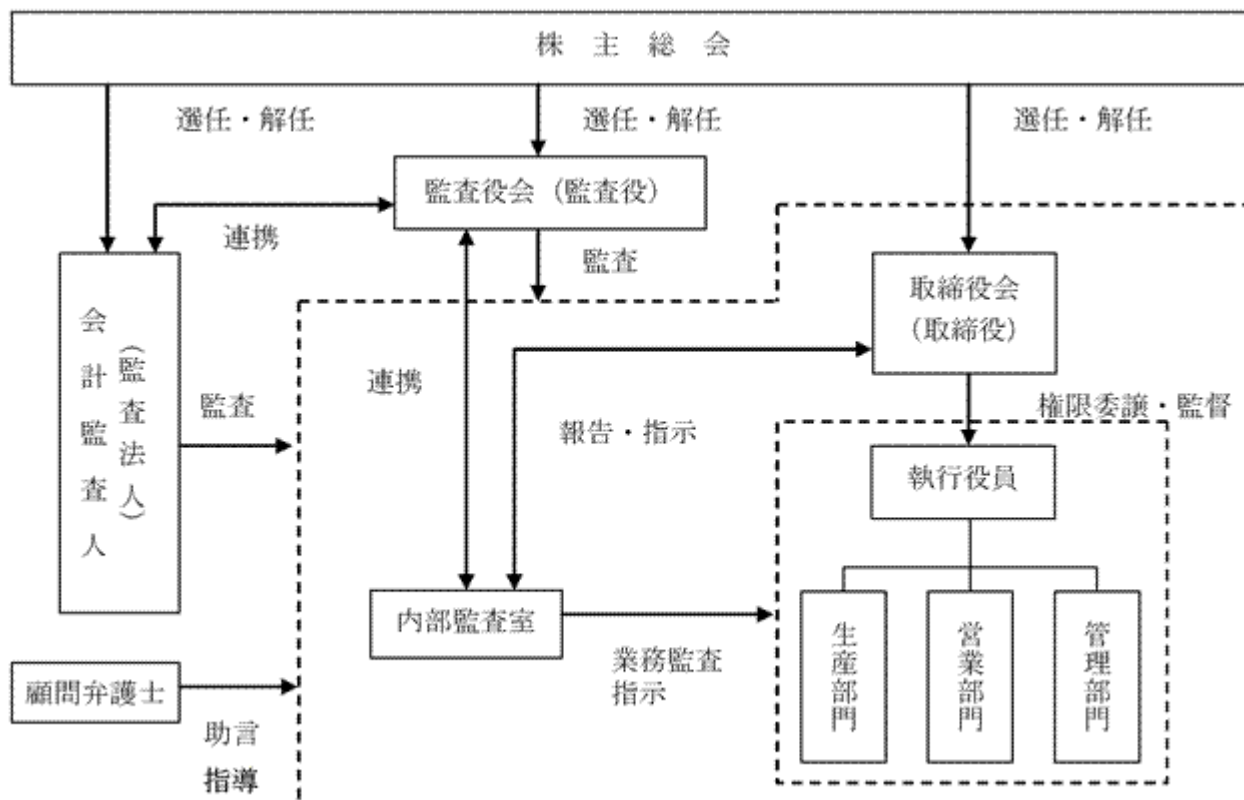 株主総会
選任・解任
選任・解任
選任・解任
監査役会（監査役）
連携
監査
取締役会
（取締役）
会計監査人
（監査法人）
監査
連携
報告・指示
権限委譲・監督
執行役員
内部監査室
業務監査
指示
生産部門
営業部門
管理部門
顧問弁護士
助言
指導